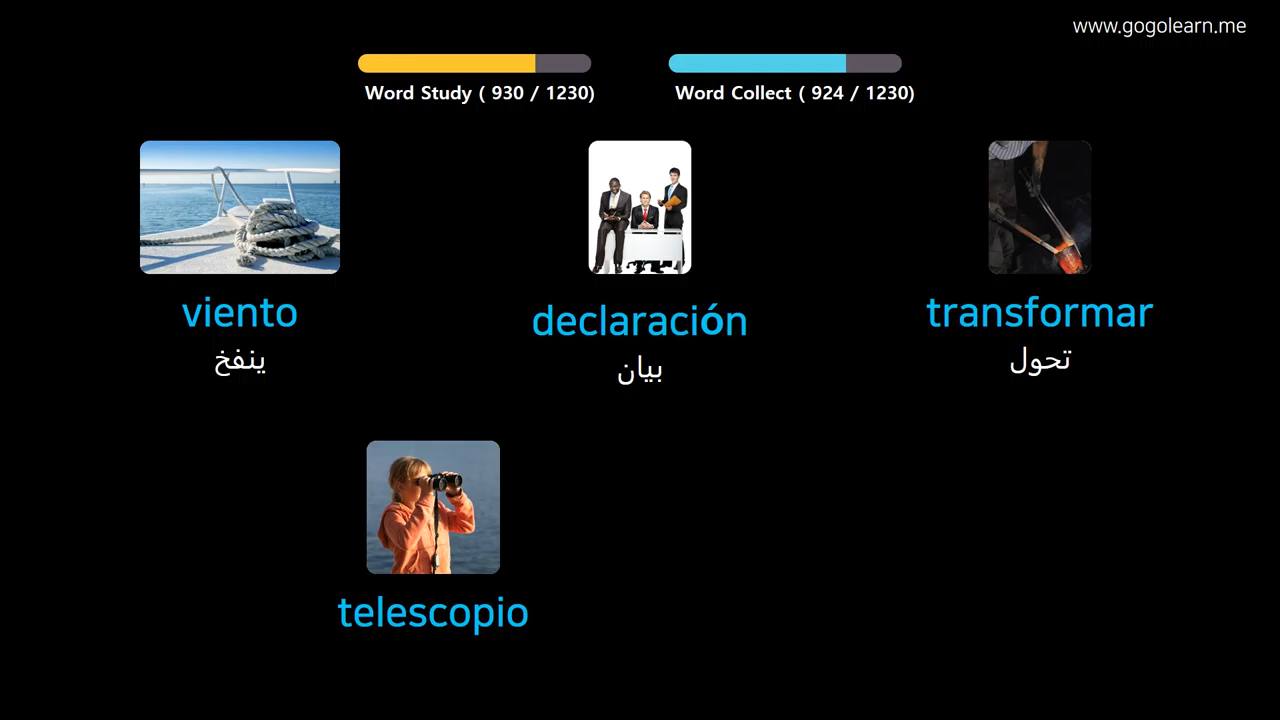 www.gogolearn.me
Word Study ( 930 / 1230)
Word Collect ( 924 / 1230)
viento
ينفخ
declaración
بيان
transformar
تحول
telescopio